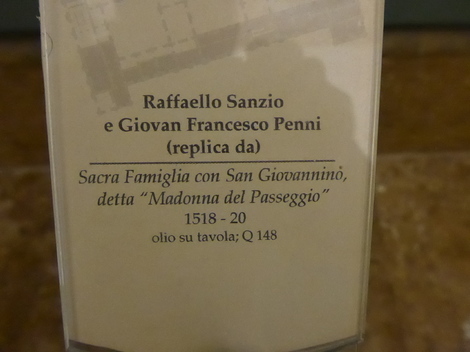 Raffaello Sanzio
e Giovan Francesco Penni
(replica da)
Sacra Famiglia con San Giovannino,
detta “Madonna del Passeggio”
1518 - 20
olio su tavola; Q 148